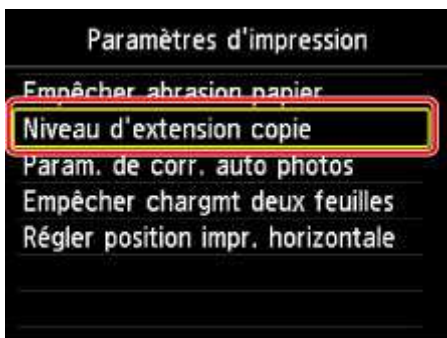 Paramètres d'impression
Empêcher abrasion papier
Niveau d'extension copie
Param. de corr. auto photos
Empêcher chargmt deux feuilles
Régler position impr. horizontale